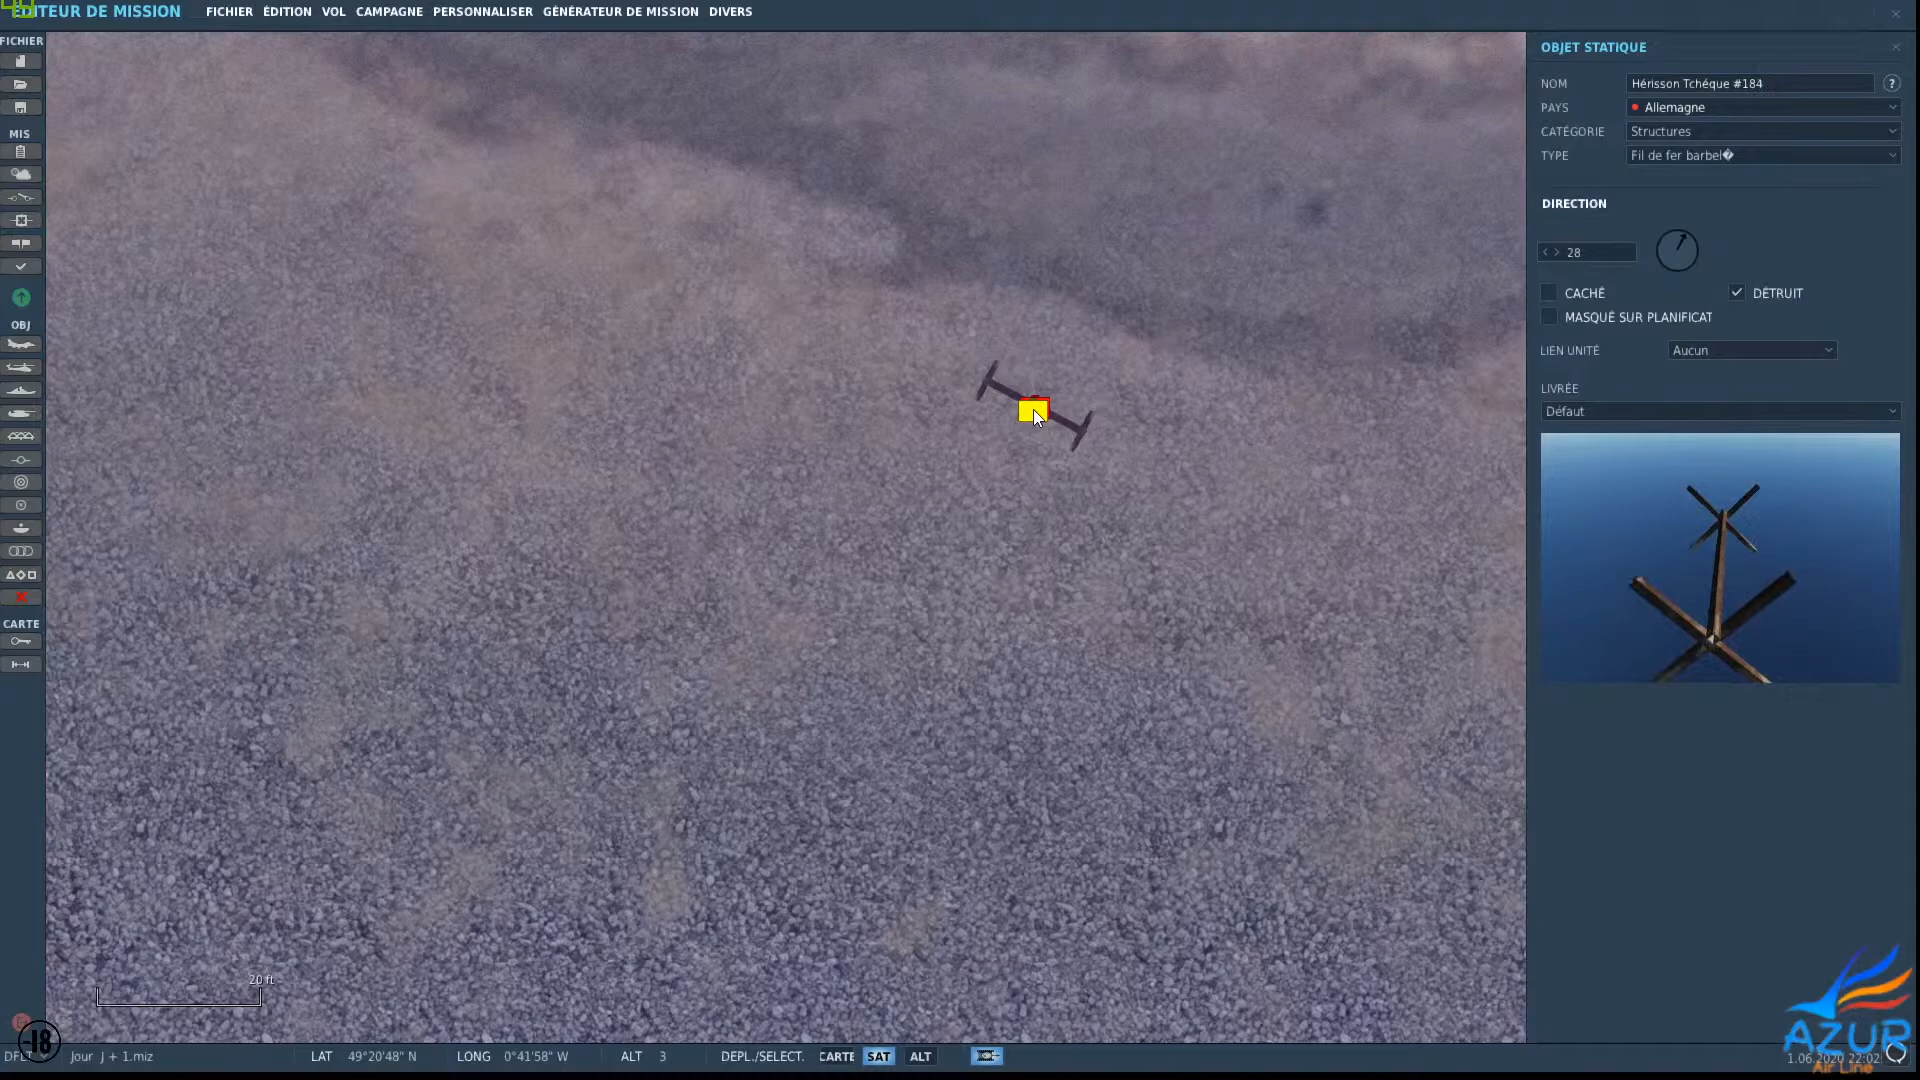 ITEUR DE MISSION
FICHIER ÉDITION VOL CAMPAGNE PERSONNALISER GÉNÉRATEUR DE MISSION DIVERS
FICHIER
MIS
OBJ
CARTE
OBJET STATIQUE
NOM Hérisson Tchéque #184 ?
PAYS Allemagne
CATÉGORIE Structures
TYPE Fil de fer barbel�
DIRECTION
28
CACHÉ DÉTRUIT
MASQUÉ SUR PLANIFICAT
LIEN UNITÉ Aucun
LIVRÉE
Défaut
20 ft
-18
Jour J + 1.miz LAT 49°20'48" N LONG 0°41'58" W ALT 3 DEPL./SELECT. CARTE SAT ALT
AZUR
1.06.2020 22:02
Air Line